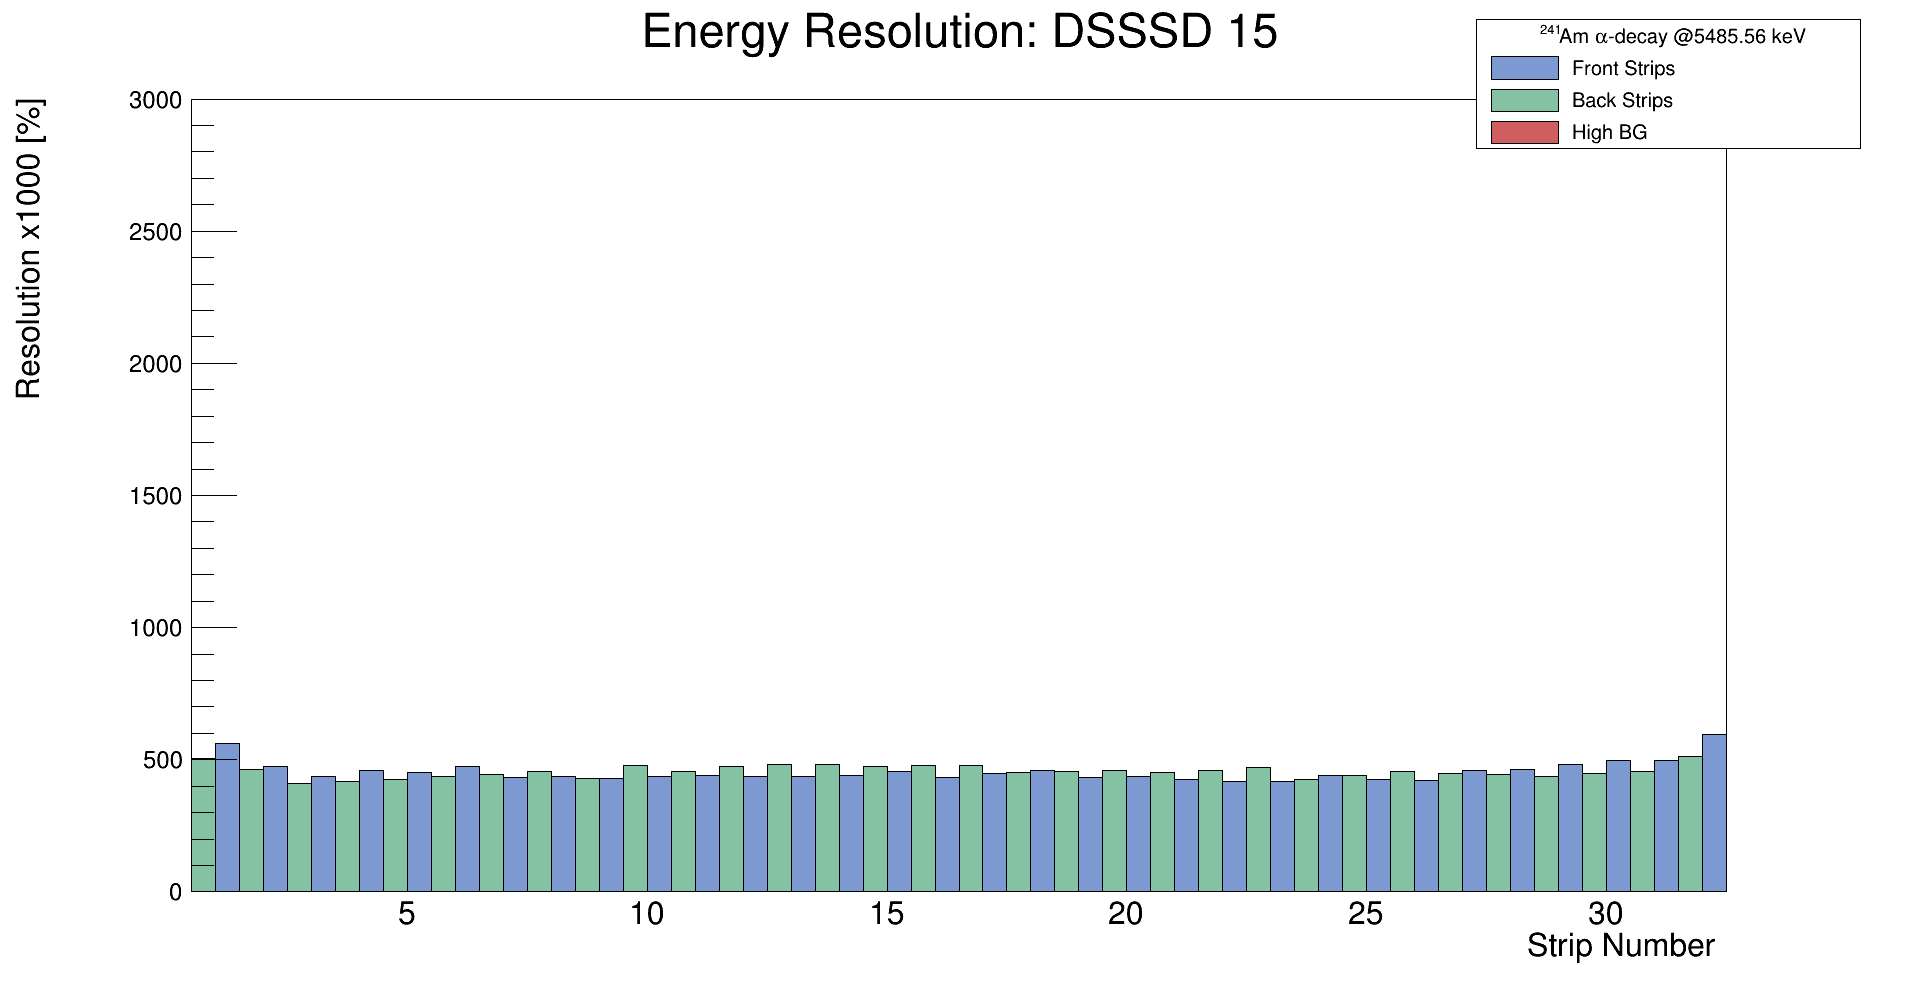 Energy Resolution: DSSSD 15
²⁴¹Am α-decay @5485.56 keV
Front Strips
Back Strips
High BG
Resolution x1000 [%]
3000
2500
2000
1500
1000
500
0
5 10 15 20 25 30
Strip Number